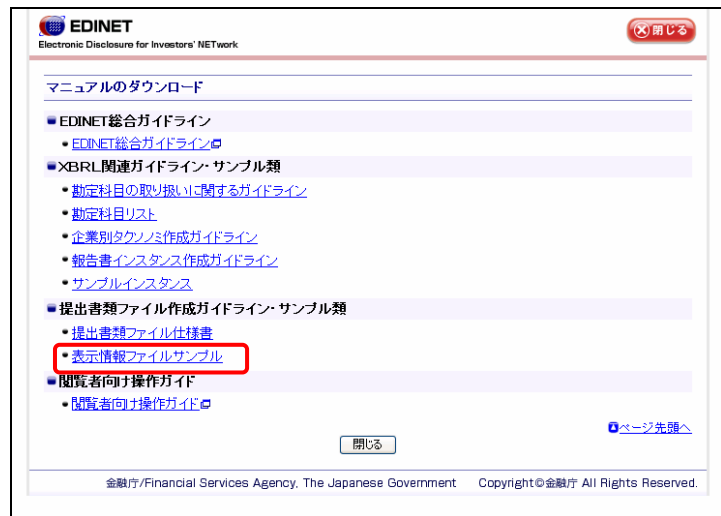 EDINET
Electronic Disclosure for Investors' NETwork
閉じる
マニュアルのダウンロード
EDINET総合ガイドライン
EDINET総合ガイドライン
XBRL関連ガイドライン・サンプル類
勘定科目の取り扱いに関するガイドライン
勘定科目リスト
企業別タクソノミ作成ガイドライン
報告書インスタンス作成ガイドライン
サンプルインスタンス
提出書類ファイル作成ガイドライン・サンプル類
提出書類ファイル仕様書
表示情報ファイルサンプル
閲覧者向け操作ガイド
閲覧者向け操作ガイド
ページ先頭へ
閉じる
金融庁/Financial Services Agency, The Japanese Government Copyright©金融庁 All Rights Reserved.